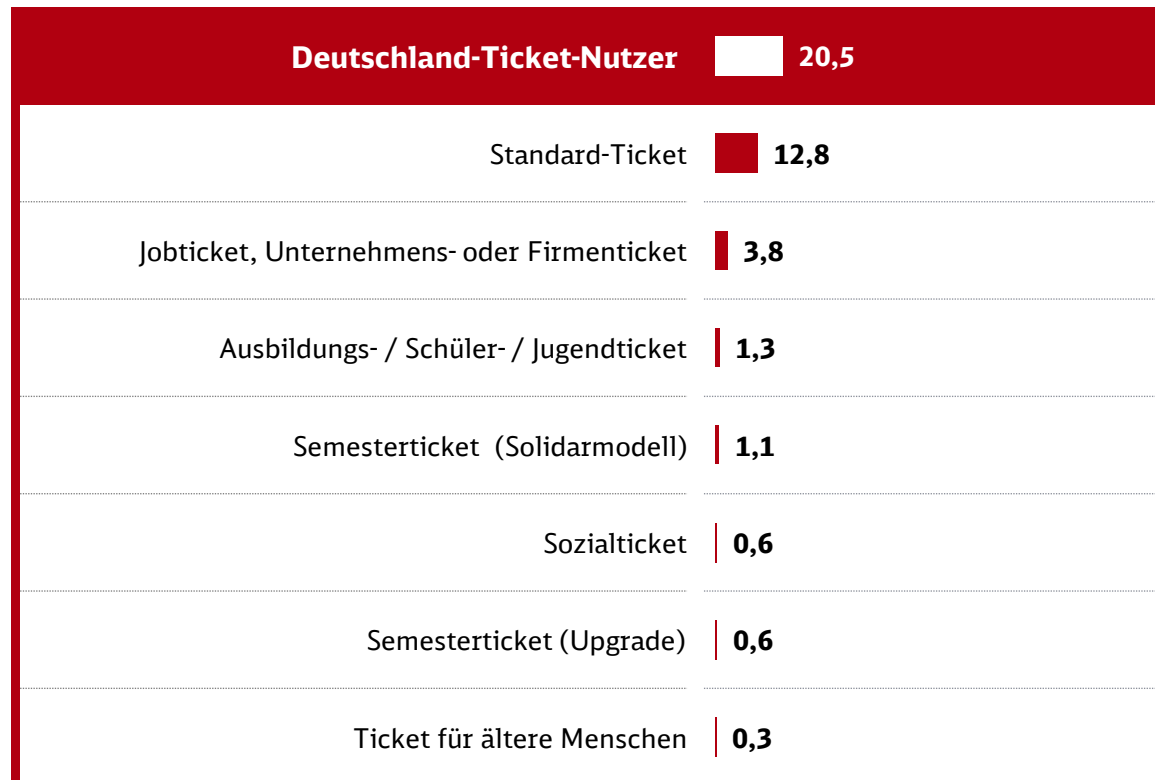 Deutschland-Ticket-Nutzer 20,5
Standard-Ticket 12,8
Jobticket, Unternehmens- oder Firmenticket 3,8
Ausbildungs- / Schüler- / Jugendticket 1,3
Semesterticket (Solidarmodell) 1,1
Sozialticket 0,6
Semesterticket (Upgrade) 0,6
Ticket für ältere Menschen 0,3